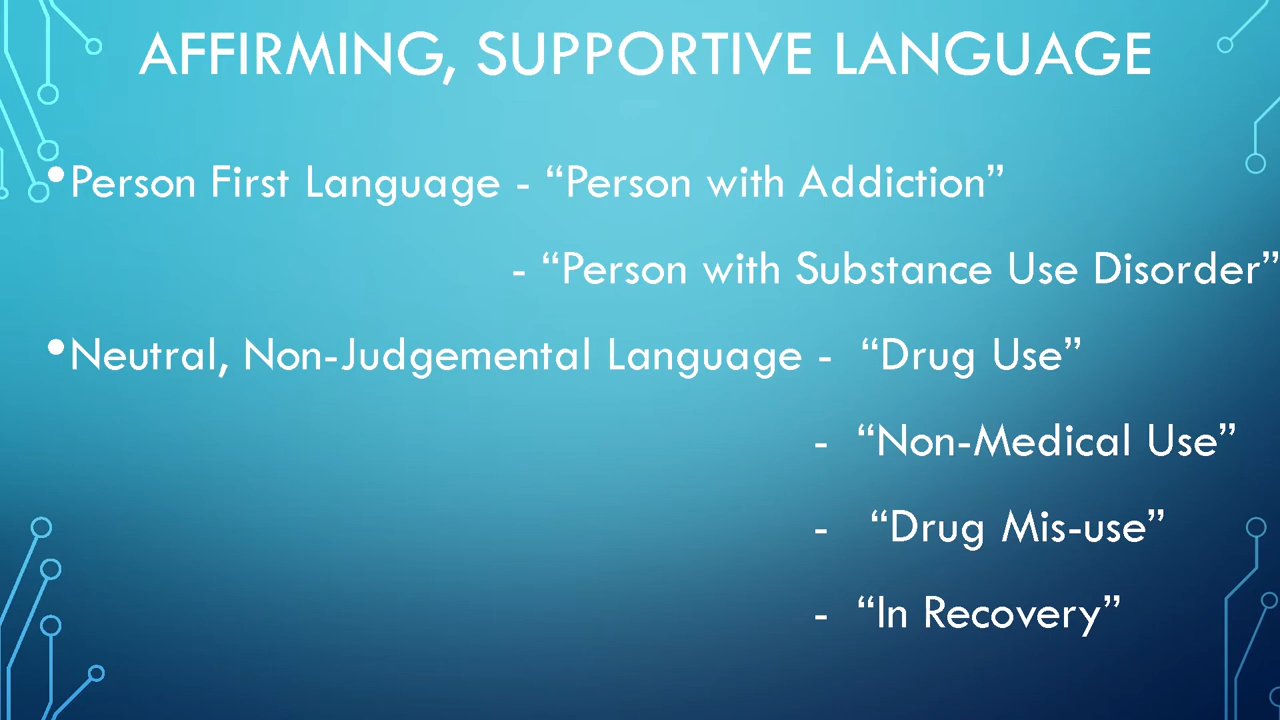 AFFIRMING, SUPPORTIVE LANGUAGE
•Person First Language - “Person with Addiction”
- “Person with Substance Use Disorder”
•Neutral, Non-Judgemental Language - “Drug Use”
- “Non-Medical Use”
- “Drug Mis-use”
- “In Recovery”